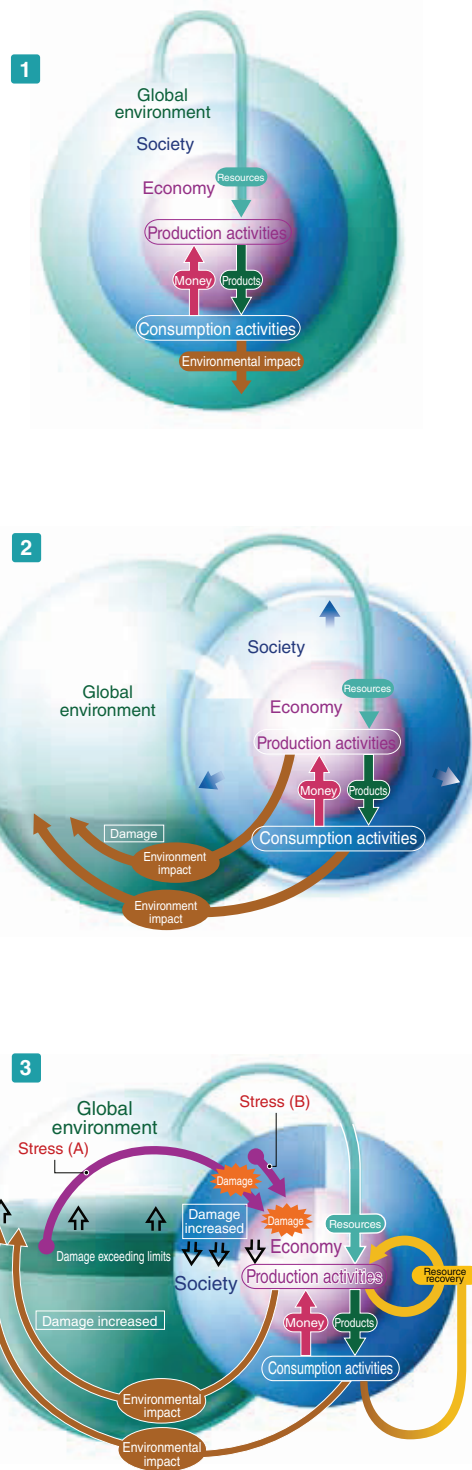 1
Global
environment
Society
Economy
Resources
Production activities
Money
Products
Consumption activities
Environmental impact
2
Society
Global
environment
Resources
Economy
Production activities
Money
Products
Damage
Consumption activities
Environment
impact
Environment
impact
3
Global
environment
Stress (A)
Stress (B)
Damage
Damage
increased
Damage
Resources
Damage exceeding limits
Economy
Society
Production activities
Resource
recovery
Damage increased
Money
Products
Consumption activities
Environmental
impact
Environmental
impact